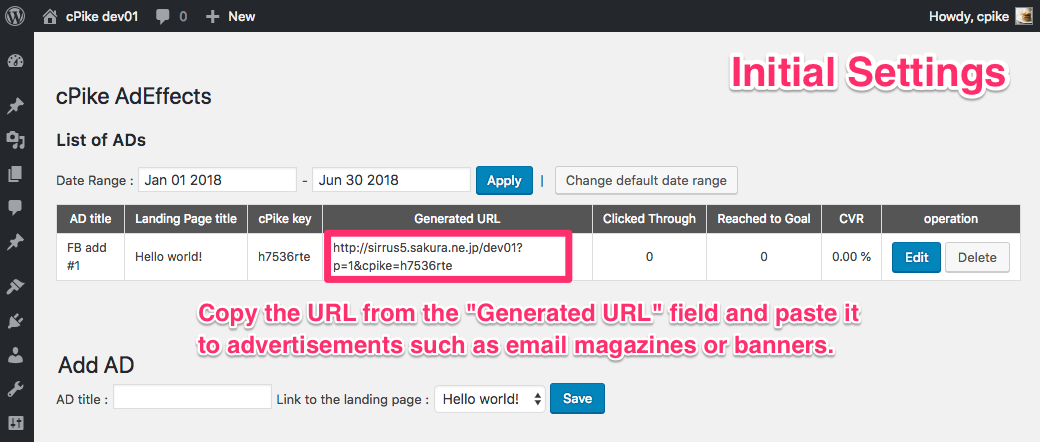 cPike dev01 0 + New Howdy, cpike
Initial Settings
cPike AdEffects
List of ADs
Date Range : Jan 01 2018 - Jun 30 2018 Apply | Change default date range
AD title Landing Page title cPike key Generated URL Clicked Through Reached to Goal CVR operation
FB add
#1 Hello world! h7536rte http://sirrus5.sakura.ne.jp/dev01?
p=1&cpike=h7536rte 0 0 0.00 % Edit Delete
Copy the URL from the "Generated URL" field and paste it
to advertisements such as email magazines or banners.
Add AD
AD title : Link to the landing page : Hello world! Save